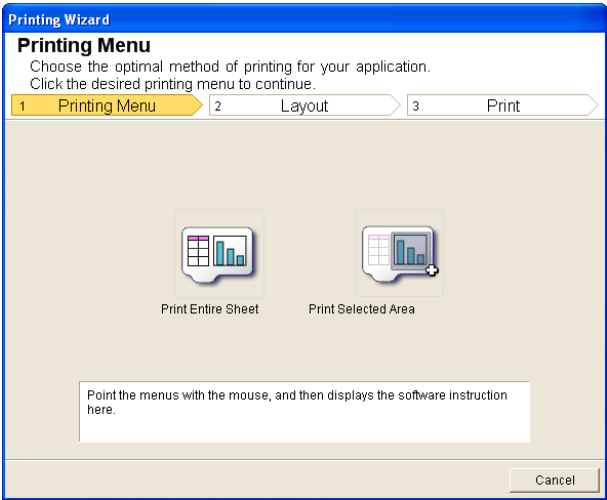 Printing Wizard
Printing Menu
Choose the optimal method of printing for your application.
Click the desired printing menu to continue.
1 Printing Menu 2 Layout 3 Print
Print Entire Sheet Print Selected Area
Point the menus with the mouse, and then displays the software instruction
here.
Cancel